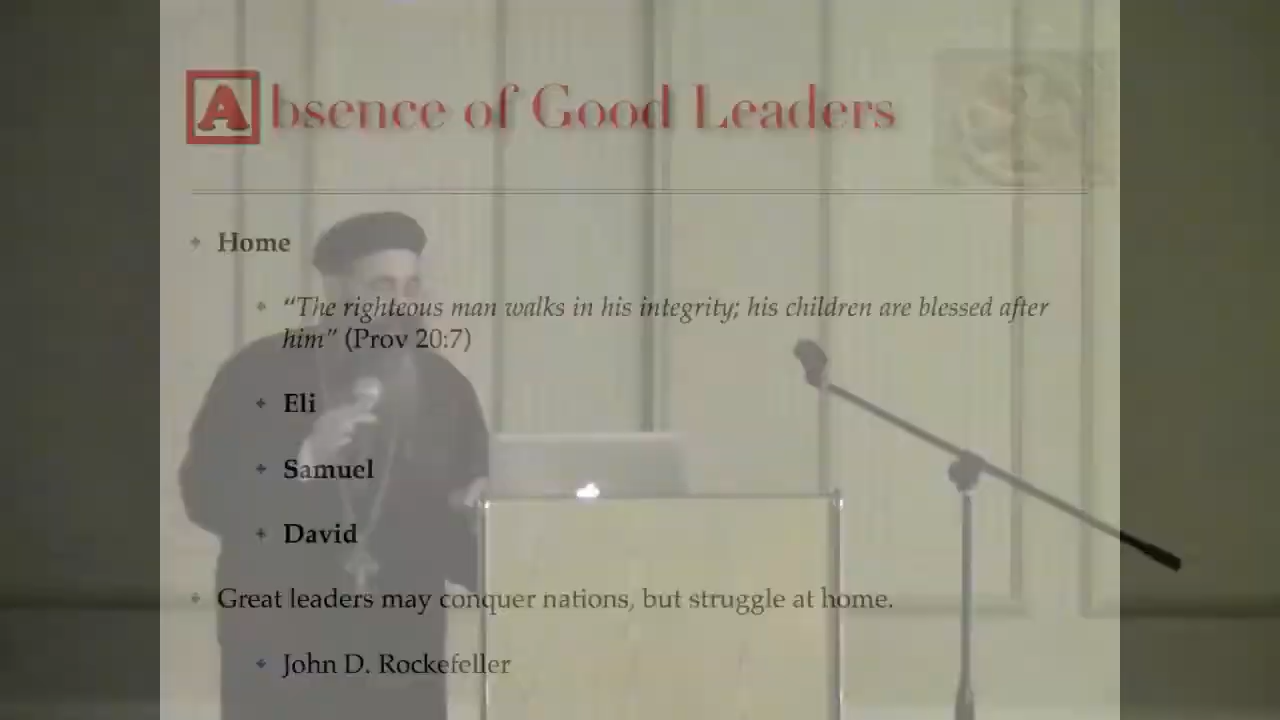 Absence of Good Leaders
Home
“The righteous man walks in his integrity; his children are blessed after
him” (Prov 20:7)
Eli
Samuel
David
Great leaders may conquer nations, but struggle at home.
John D. Rockefeller